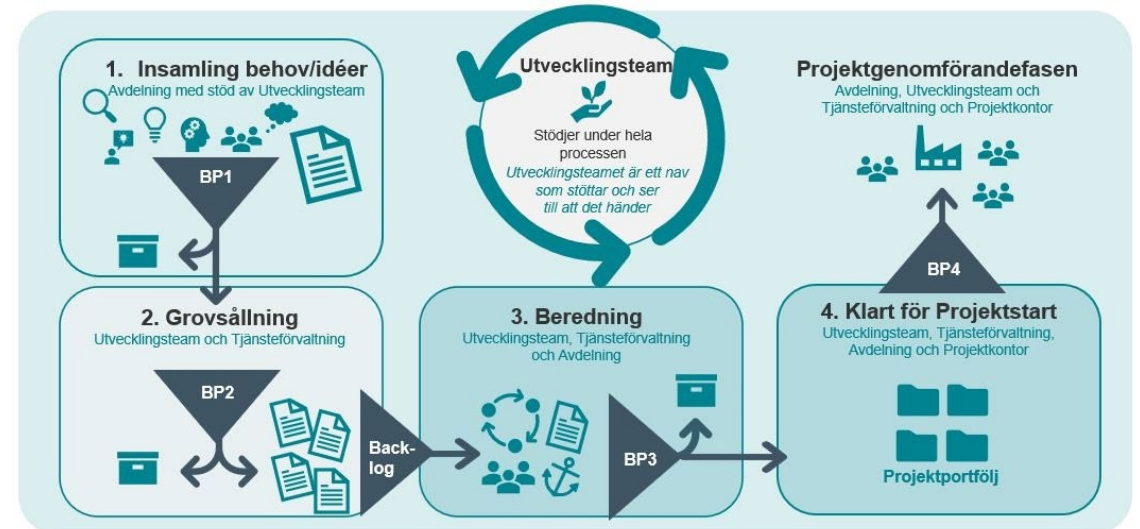 1. Insamling behov/idéer
Avdelning med stöd av Utvecklingsteam
BP1
Utvecklingsteam
Stödjer under hela
processen
Utvecklingsteamet är ett nav
som stöttar och ser
till att det händer
Projektgenomförandefasen
Avdelning, Utvecklingsteam och
Tjänsteförvaltning och Projektkontor
BP4
2. Grovsållning
Utvecklingsteam och Tjänsteförvaltning
BP2
Back-
log
3. Beredning
Utvecklingsteam, Tjänsteförvaltning
och Avdelning
BP3
4. Klart för Projektstart
Utvecklingsteam, Tjänsteförvaltning,
Avdelning och Projektkontor
Projektportfölj